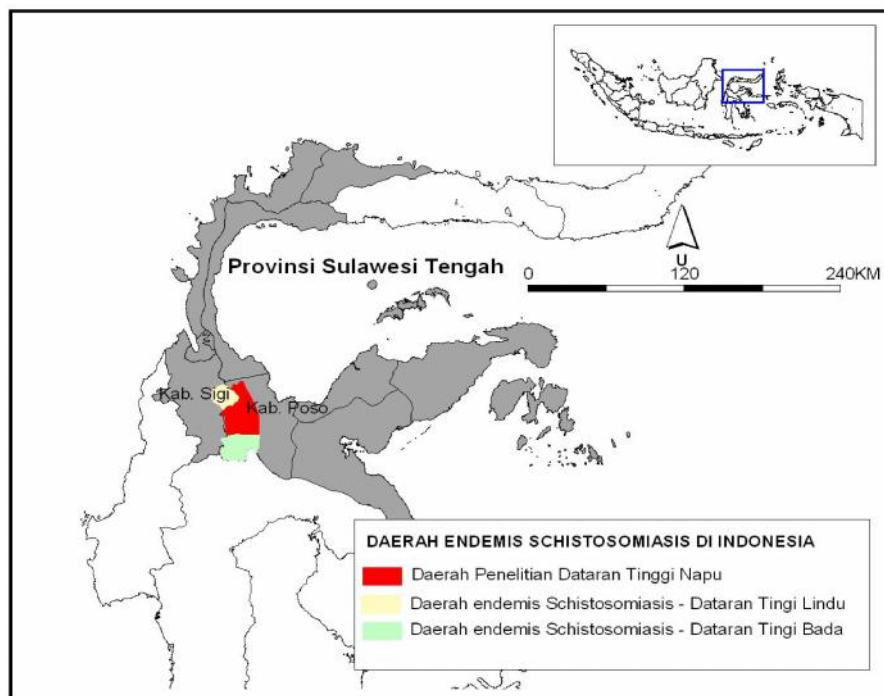 Provinsi Sulawesi Tengah
U
0 120 240KM
Kab. Sigi
Kab. Poso
DAERAH ENDEMIS SCHISTOSOMIASIS DI INDONESIA
Daerah Penelitian Dataran Tinggi Napu
Daerah endemis Schistosomiasis - Dataran Tingi Lindu
Daerah endemis Schistosomiasis - Dataran Tingi Bada